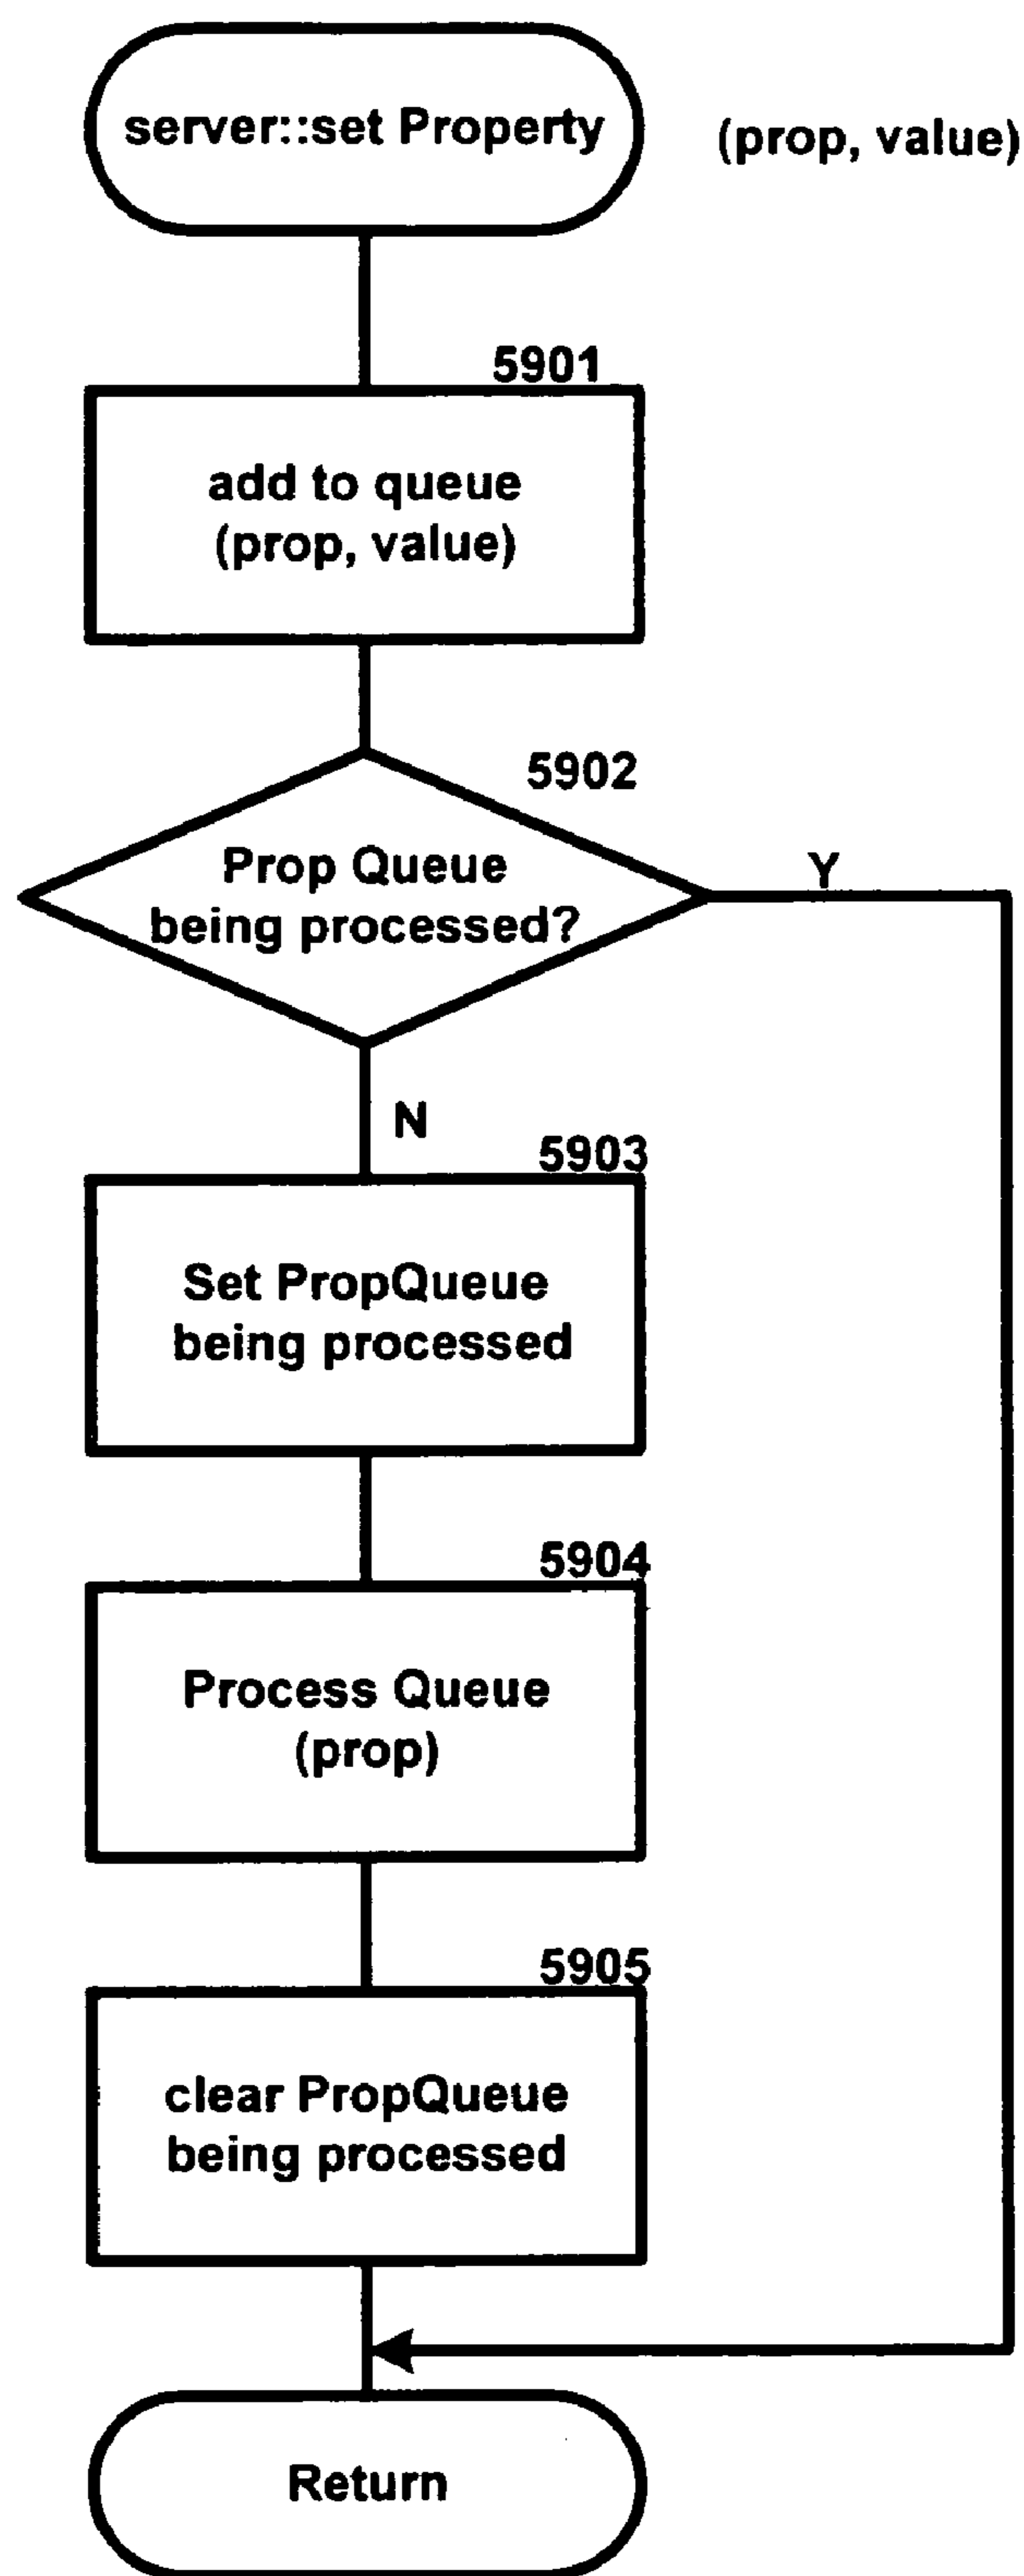 server::set Property
(prop, value)
5901
add to queue
(prop, value)
5902
Prop Queue
being processed?
Y
N
5903
Set PropQueue
being processed
5904
Process Queue
(prop)
5905
clear PropQueue
being processed
Return